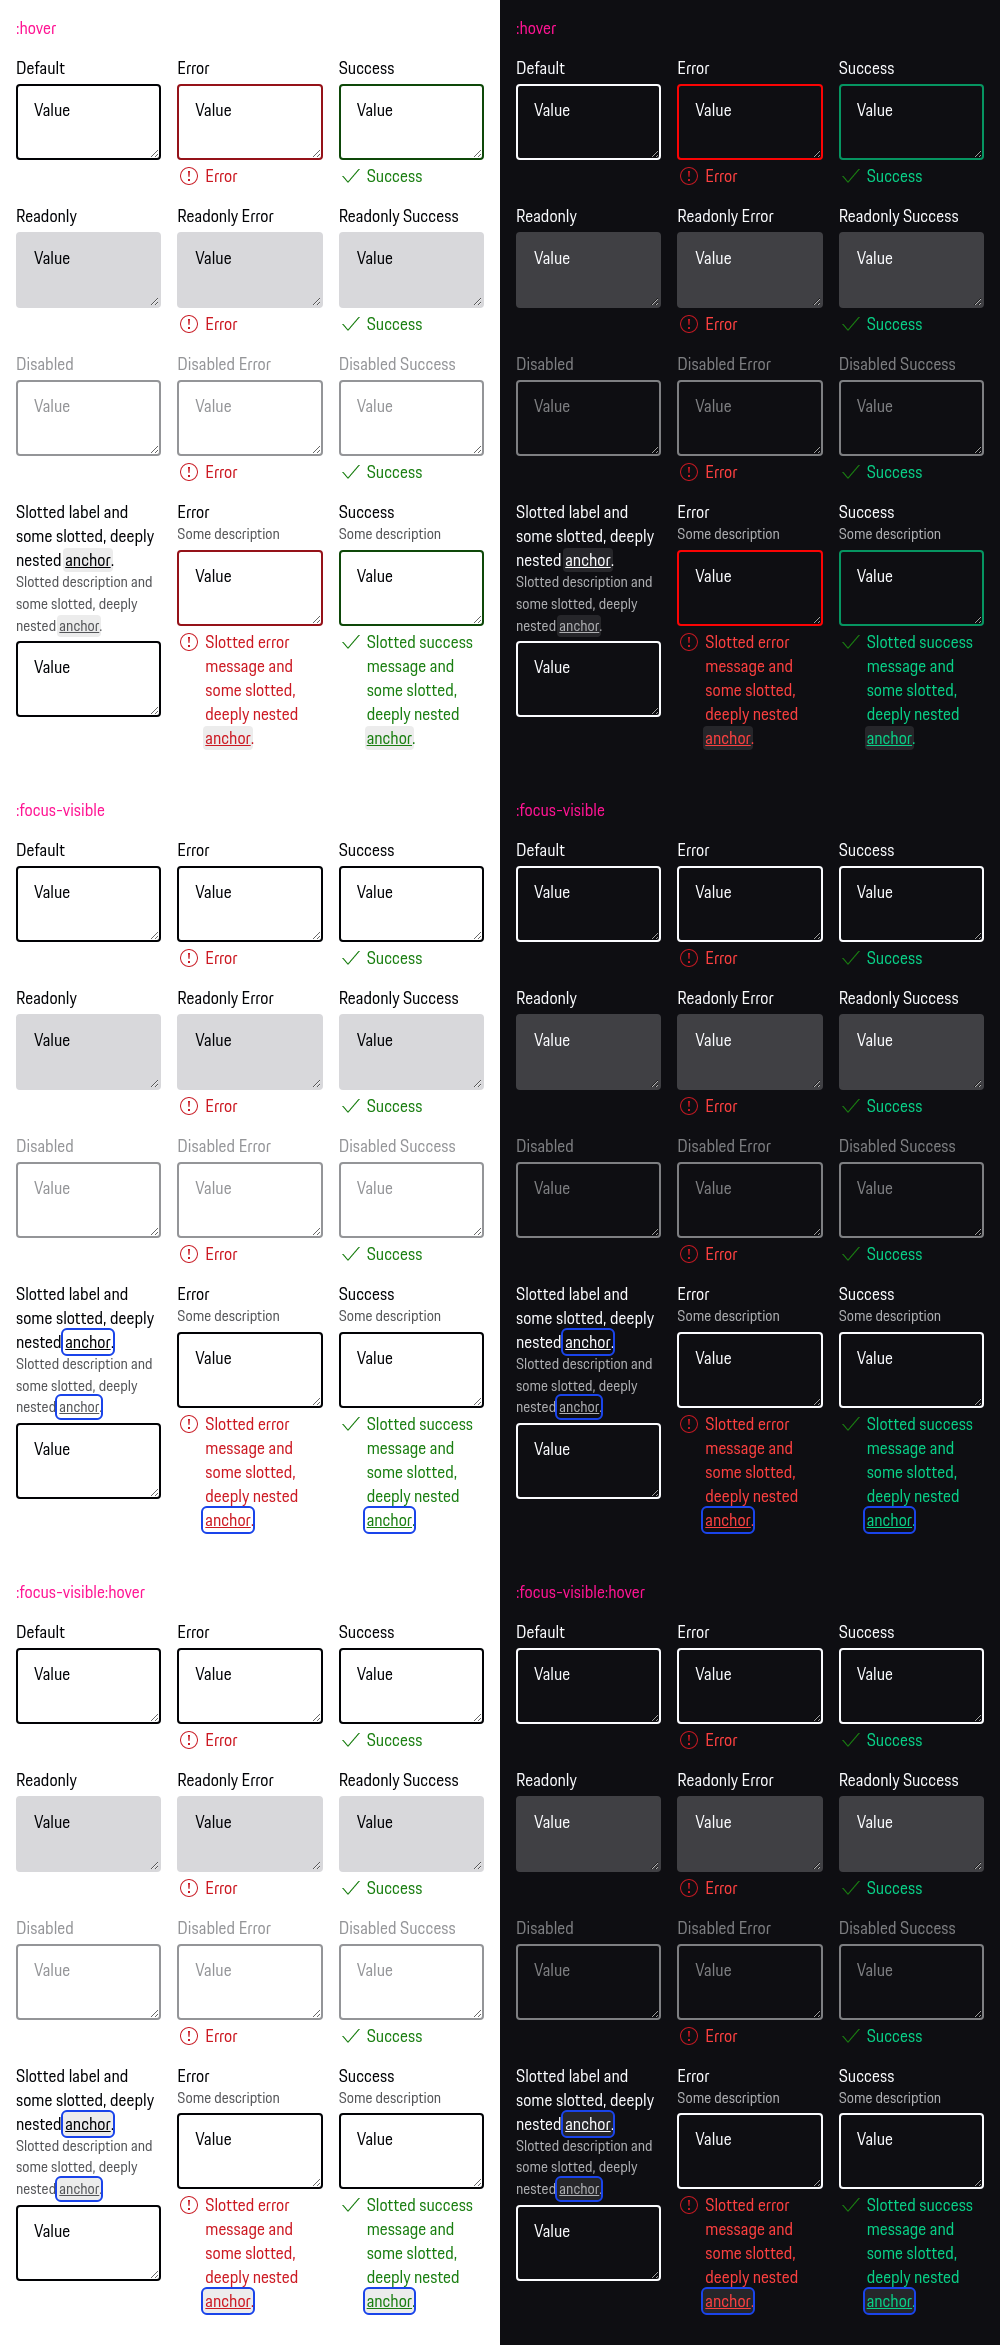 :hover
Default Error Success
Value Value Value
Error Success
Readonly Readonly Error Readonly Success
Value Value Value
Error Success
Disabled Disabled Error Disabled Success
Value Value Value
Error Success
Slotted label and
some slotted, deeply
nested anchor.
Slotted description and
some slotted, deeply
nested anchor.
Value
Error
Some description
Value
Slotted error
message and
some slotted,
deeply nested
anchor.
Success
Some description
Value
Slotted success
message and
some slotted,
deeply nested
anchor.
:focus-visible
Default Error Success
Value Value Value
Error Success
Readonly Readonly Error Readonly Success
Value Value Value
Error Success
Disabled Disabled Error Disabled Success
Value Value Value
Error Success
Slotted label and
some slotted, deeply
nested anchor.
Slotted description and
some slotted, deeply
nested anchor.
Value
Error
Some description
Value
Slotted error
message and
some slotted,
deeply nested
anchor.
Success
Some description
Value
Slotted success
message and
some slotted,
deeply nested
anchor.
:focus-visible:hover
Default Error Success
Value Value Value
Error Success
Readonly Readonly Error Readonly Success
Value Value Value
Error Success
Disabled Disabled Error Disabled Success
Value Value Value
Error Success
Slotted label and
some slotted, deeply
nested anchor.
Slotted description and
some slotted, deeply
nested anchor.
Value
Error
Some description
Value
Slotted error
message and
some slotted,
deeply nested
anchor.
Success
Some description
Value
Slotted success
message and
some slotted,
deeply nested
anchor.
:hover
Default Error Success
Value Value Value
Error Success
Readonly Readonly Error Readonly Success
Value Value Value
Error Success
Disabled Disabled Error Disabled Success
Value Value Value
Error Success
Slotted label and
some slotted, deeply
nested anchor.
Slotted description and
some slotted, deeply
nested anchor.
Value
Error
Some description
Value
Slotted error
message and
some slotted,
deeply nested
anchor.
Success
Some description
Value
Slotted success
message and
some slotted,
deeply nested
anchor.
:focus-visible
Default Error Success
Value Value Value
Error Success
Readonly Readonly Error Readonly Success
Value Value Value
Error Success
Disabled Disabled Error Disabled Success
Value Value Value
Error Success
Slotted label and
some slotted, deeply
nested anchor.
Slotted description and
some slotted, deeply
nested anchor.
Value
Error
Some description
Value
Slotted error
message and
some slotted,
deeply nested
anchor.
Success
Some description
Value
Slotted success
message and
some slotted,
deeply nested
anchor.
:focus-visible:hover
Default Error Success
Value Value Value
Error Success
Readonly Readonly Error Readonly Success
Value Value Value
Error Success
Disabled Disabled Error Disabled Success
Value Value Value
Error Success
Slotted label and
some slotted, deeply
nested anchor.
Slotted description and
some slotted, deeply
nested anchor.
Value
Error
Some description
Value
Slotted error
message and
some slotted,
deeply nested
anchor.
Success
Some description
Value
Slotted success
message and
some slotted,
deeply nested
anchor.